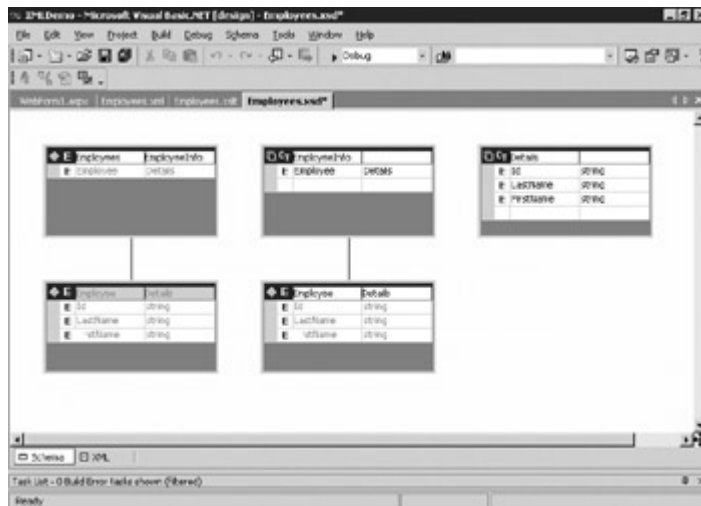 XMLDemo - Microsoft Visual Basic.NET [design] - Employees.xsd*
File Edit View Project Build Debug Schema Tools Window Help
Debug
WebForm1.aspx Employees.xml Employees.xslt Employees.xsd*
E Employees EmployeeInfo
E Employee Details
CT EmployeeInfo
E Employee Details
CT Details
E Id string
E LastName string
E FirstName string
E Employee Details
E Id string
E LastName string
E stName string
E Employee Details
E Id string
E LastName string
E stName string
Schema XML
Task List - 0 Build Error tasks shown (filtered)
Ready